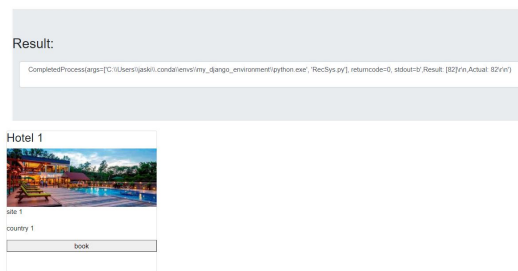 Result:
CompletedProcess(args=['C:\\Users\\jaski\\.conda\\envs\\my_django_environment\\python.exe', 'RecSys.py'], returncode=0, stdout=b',Result: [82]\r\n,Actual: 82\r\n')
Hotel 1
site 1
country 1
book